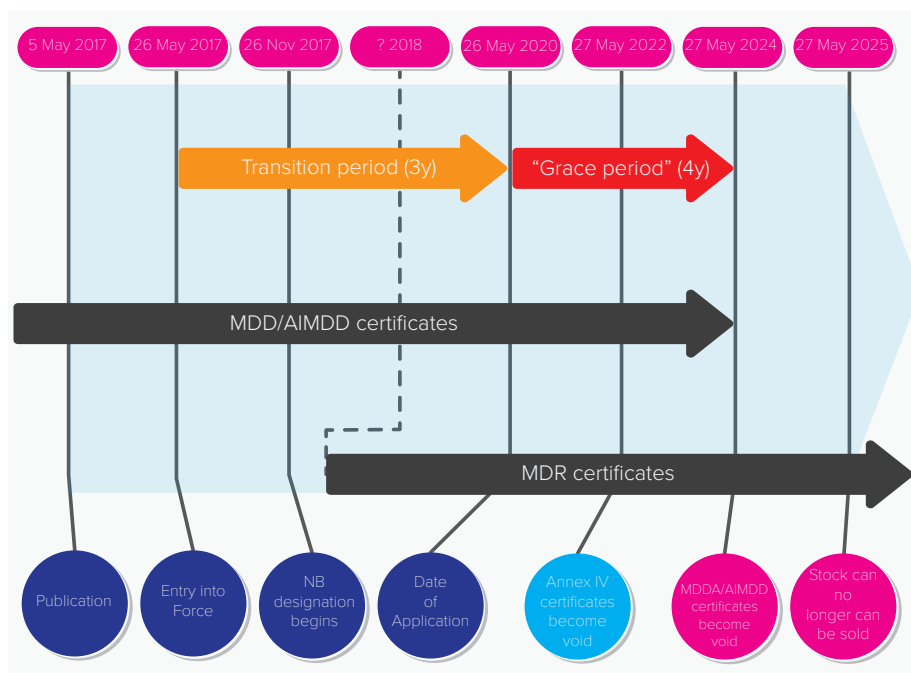 5 May 2017
26 May 2017
26 Nov 2017
? 2018
26 May 2020
27 May 2022
27 May 2024
27 May 2025
Transition period (3y)
“Grace period” (4y)
MDD/AIMDD certificates
MDR certificates
Publication
Entry into
Force
NB
designation
begins
Date
of
Application
Annex IV
certificates
become
void
MDDA/AIMDD
certificates
become
void
Stock can
no
longer can
be sold